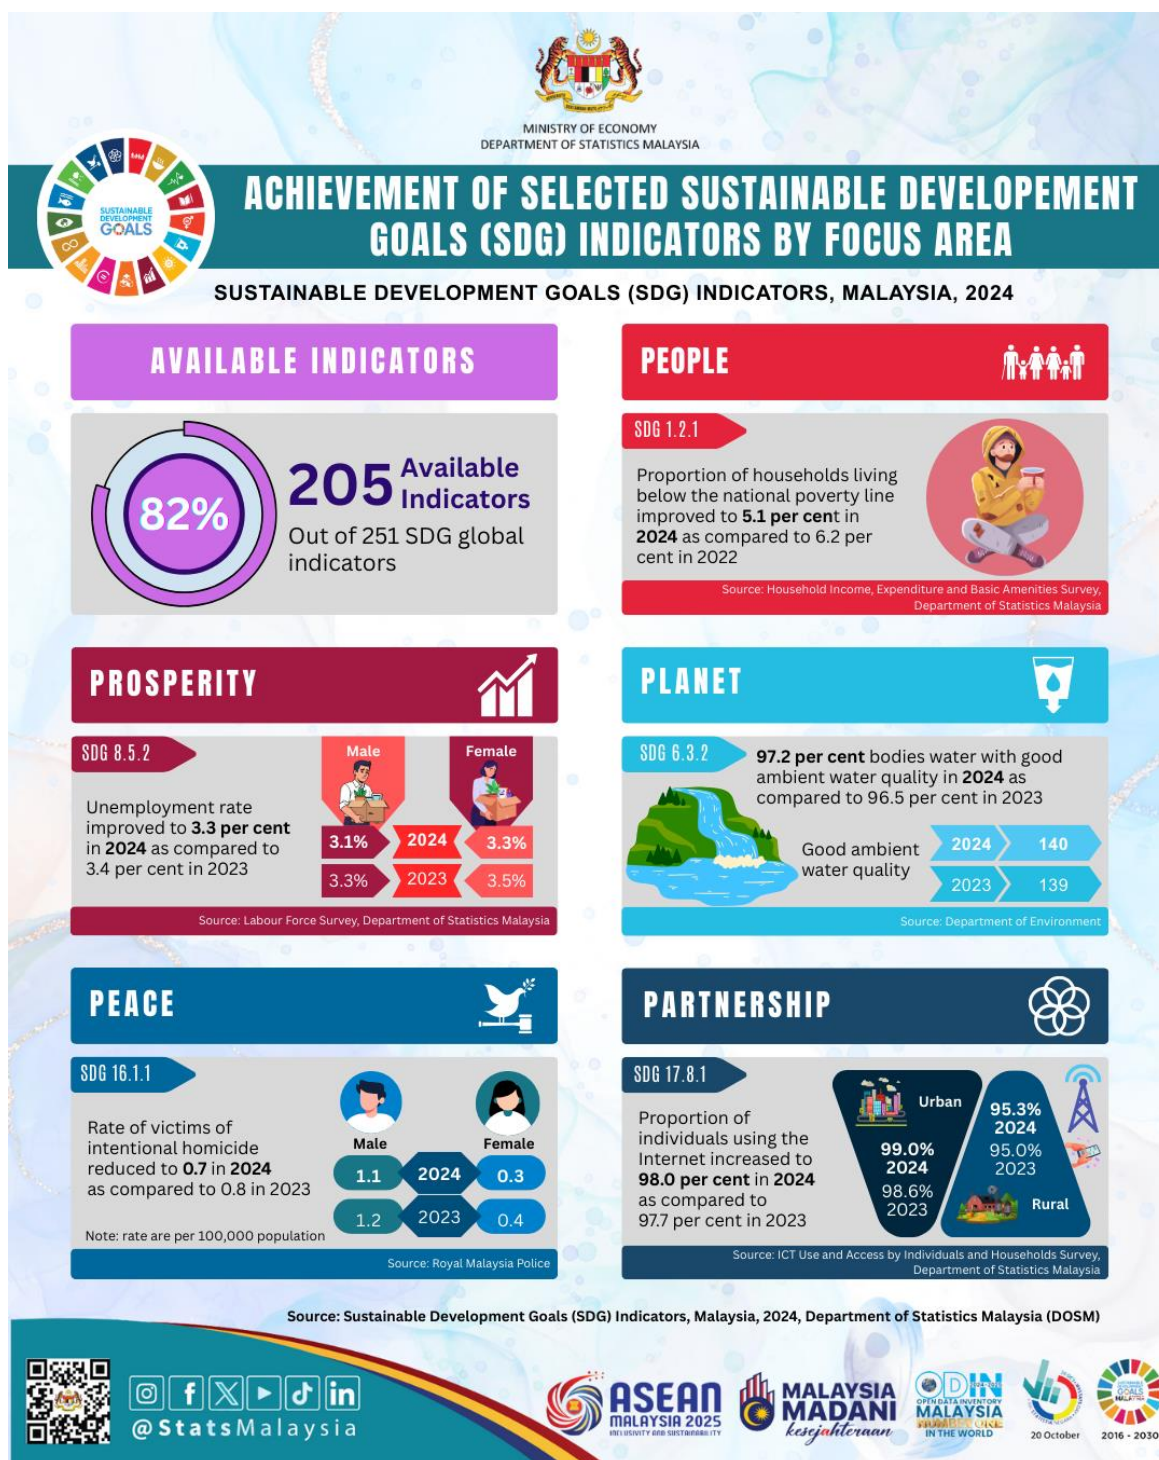 MINISTRY OF ECONOMY
DEPARTMENT OF STATISTICS MALAYSIA
SUSTAINABLE
DEVELOPMENT
GOALS
ACHIEVEMENT OF SELECTED SUSTAINABLE DEVELOPEMENT
GOALS (SDG) INDICATORS BY FOCUS AREA
SUSTAINABLE DEVELOPMENT GOALS (SDG) INDICATORS, MALAYSIA, 2024
AVAILABLE INDICATORS
82%
205 Available
Indicators
Out of 251 SDG global
indicators
PEOPLE
SDG 1.2.1
Proportion of households living
below the national poverty line
improved to 5.1 per cent in
2024 as compared to 6.2 per
cent in 2022
Source: Household Income, Expenditure and Basic Amenities Survey,
Department of Statistics Malaysia
PROSPERITY
SDG 8.5.2
Unemployment rate
improved to 3.3 per cent
in 2024 as compared to
3.4 per cent in 2023
Male
Female
3.1% 2024 3.3%
3.3% 2023 3.5%
Source: Labour Force Survey, Department of Statistics Malaysia
PLANET
SDG 6.3.2
97.2 per cent bodies water with good
ambient water quality in 2024 as
compared to 96.5 per cent in 2023
Good ambient
water quality
2024 140
2023 139
Source: Department of Environment
PEACE
SDG 16.1.1
Rate of victims of
intentional homicide
reduced to 0.7 in 2024
as compared to 0.8 in 2023
Note: rate are per 100,000 population
Male
Female
1.1 2024 0.3
1.2 2023 0.4
Source: Royal Malaysia Police
PARTNERSHIP
SDG 17.8.1
Proportion of
individuals using the
Internet increased to
98.0 per cent in 2024
as compared to
97.7 per cent in 2023
Urban
99.0%
2024
98.6%
2023
95.3%
2024
95.0%
2023
Rural
Source: ICT Use and Access by Individuals and Households Survey,
Department of Statistics Malaysia
Source: Sustainable Development Goals (SDG) Indicators, Malaysia, 2024, Department of Statistics Malaysia (DOSM)
@StatsMalaysia
ASEAN
MALAYSIA 2025
INCLUSIVITY AND SUSTAINABILITY
MALAYSIA
MADANI
kesejahteraan
ODIN
OPEN DATA INVENTORY
MALAYSIA
NUMBER ONE
IN THE WORLD
20 October
GOALS
2016 - 2030